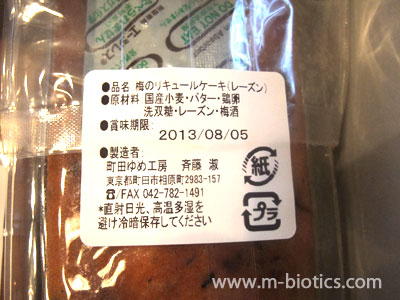 ●品名 梅のリキュールケーキ(レーズン)
●原材料 国産小麦・バター・鶏卵
洗双糖・レーズン・梅酒
●賞味期限:
2013/08/05
●製造者:
町田ゆめ工房 斉藤 淑
東京都町田市相原町2983-157
☎/FAX 042-782-1491
*直射日光、高温多湿を
避け冷暗保存してください
紙
プラ
www.m-biotics.com/